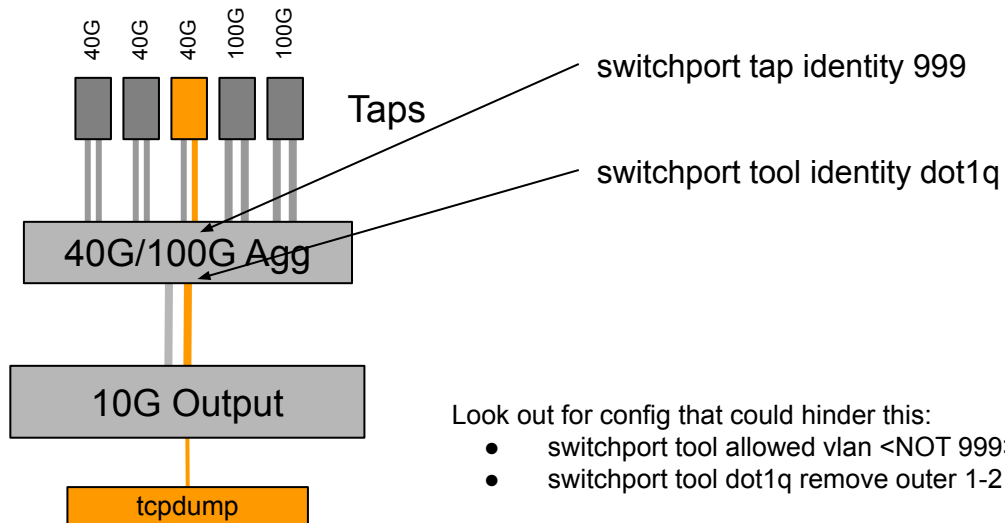 40G
40G
40G
100G
100G
Taps
switchport tap identity 999
switchport tool identity dot1q
40G/100G Agg
10G Output
tcpdump
Look out for config that could hinder this:
● switchport tool allowed vlan <NOT 999>
● switchport tool dot1q remove outer 1-2